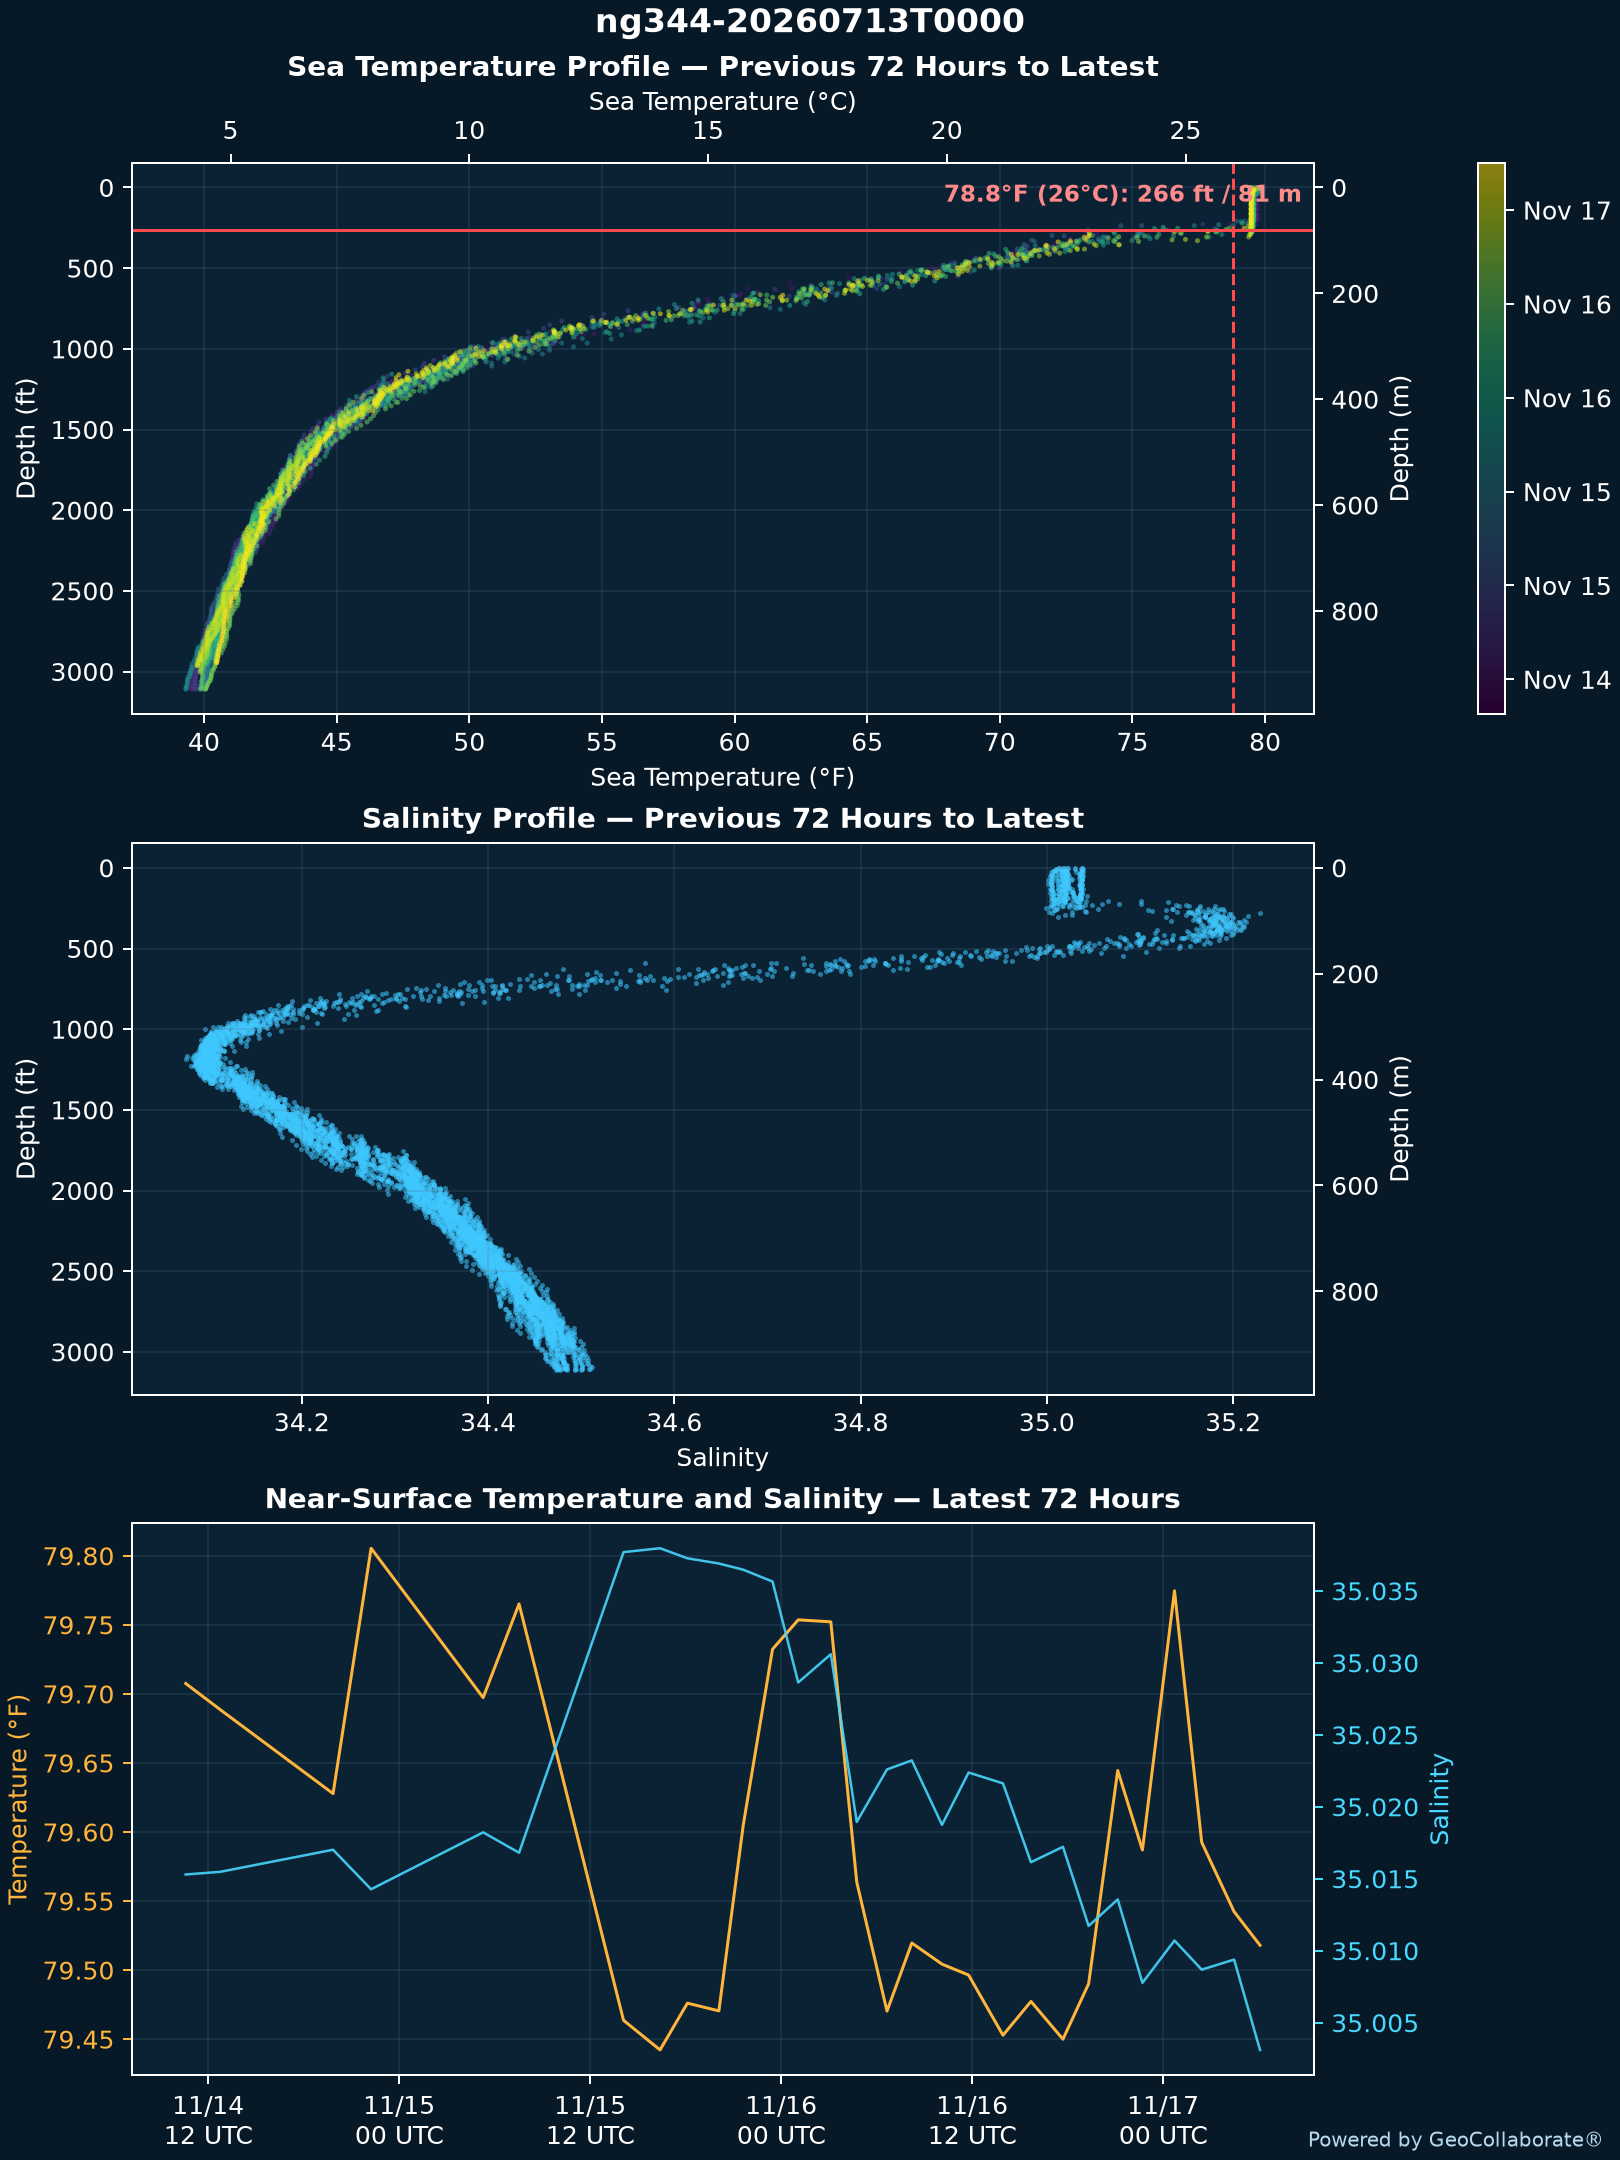 ng344-20260713T0000
Sea Temperature Profile — Previous 72 Hours to Latest
Sea Temperature (°C)
5 10 15 20 25
78.8°F (26°C): 266 ft / 81 m
0
500
1000
1500
2000
2500
3000
Depth (ft)
0
200
400
600
800
Depth (m)
Nov 17
Nov 16
Nov 16
Nov 15
Nov 15
Nov 14
40 45 50 55 60 65 70 75 80
Sea Temperature (°F)
Salinity Profile — Previous 72 Hours to Latest
0
500
1000
1500
2000
2500
3000
Depth (ft)
0
200
400
600
800
Depth (m)
34.2 34.4 34.6 34.8 35.0 35.2
Salinity
Near-Surface Temperature and Salinity — Latest 72 Hours
79.80
79.75
79.70
79.65
79.60
79.55
79.50
79.45
Temperature (°F)
35.035
35.030
35.025
35.020
35.015
35.010
35.005
Salinity
11/14 11/15 11/15 11/16 11/16 11/17
12 UTC 00 UTC 12 UTC 00 UTC 12 UTC 00 UTC
Powered by GeoCollaborate®